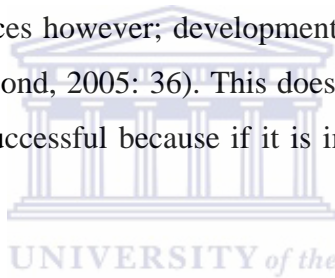 ces however; development
ond, 2005: 36). This does
uccessful because if it is in
UNIVERSITY of the